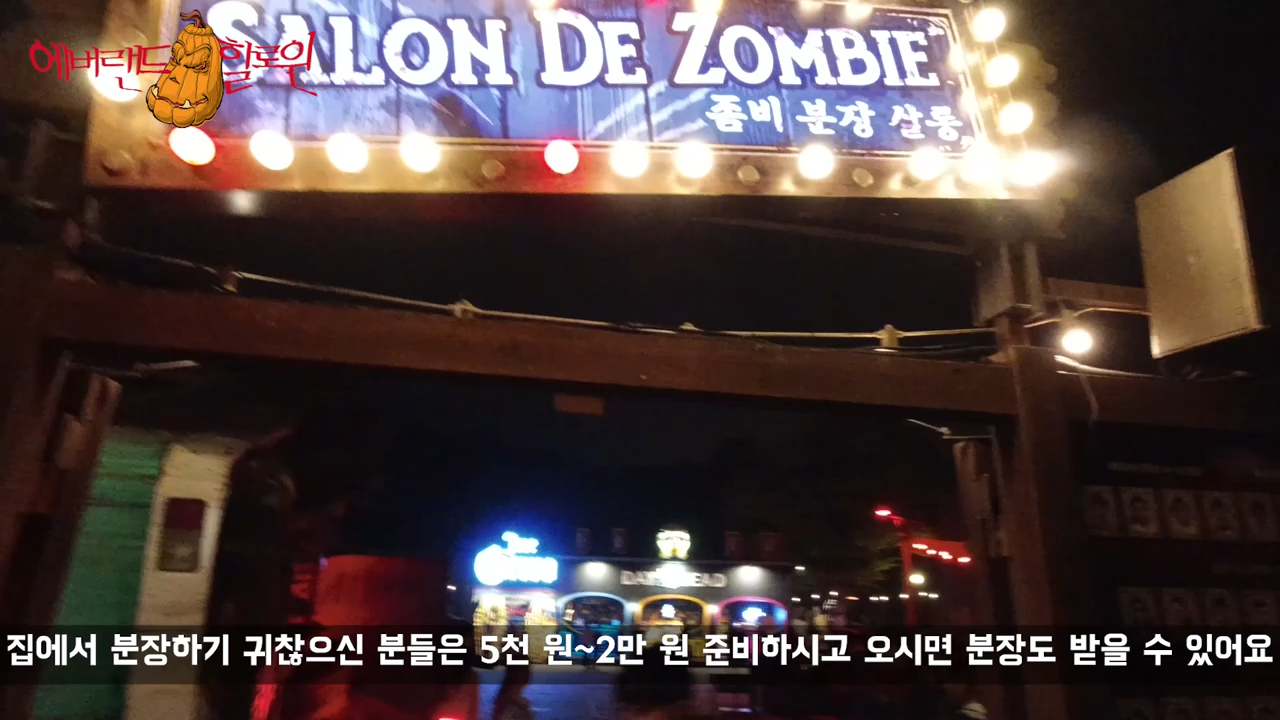 에버랜드 할로윈
SALON DE ZOMBIE
좀비 분장 살롱
집에서 분장하기 귀찮으신 분들은 5천 원~2만 원 준비하시고 오시면 분장도 받을 수 있어요